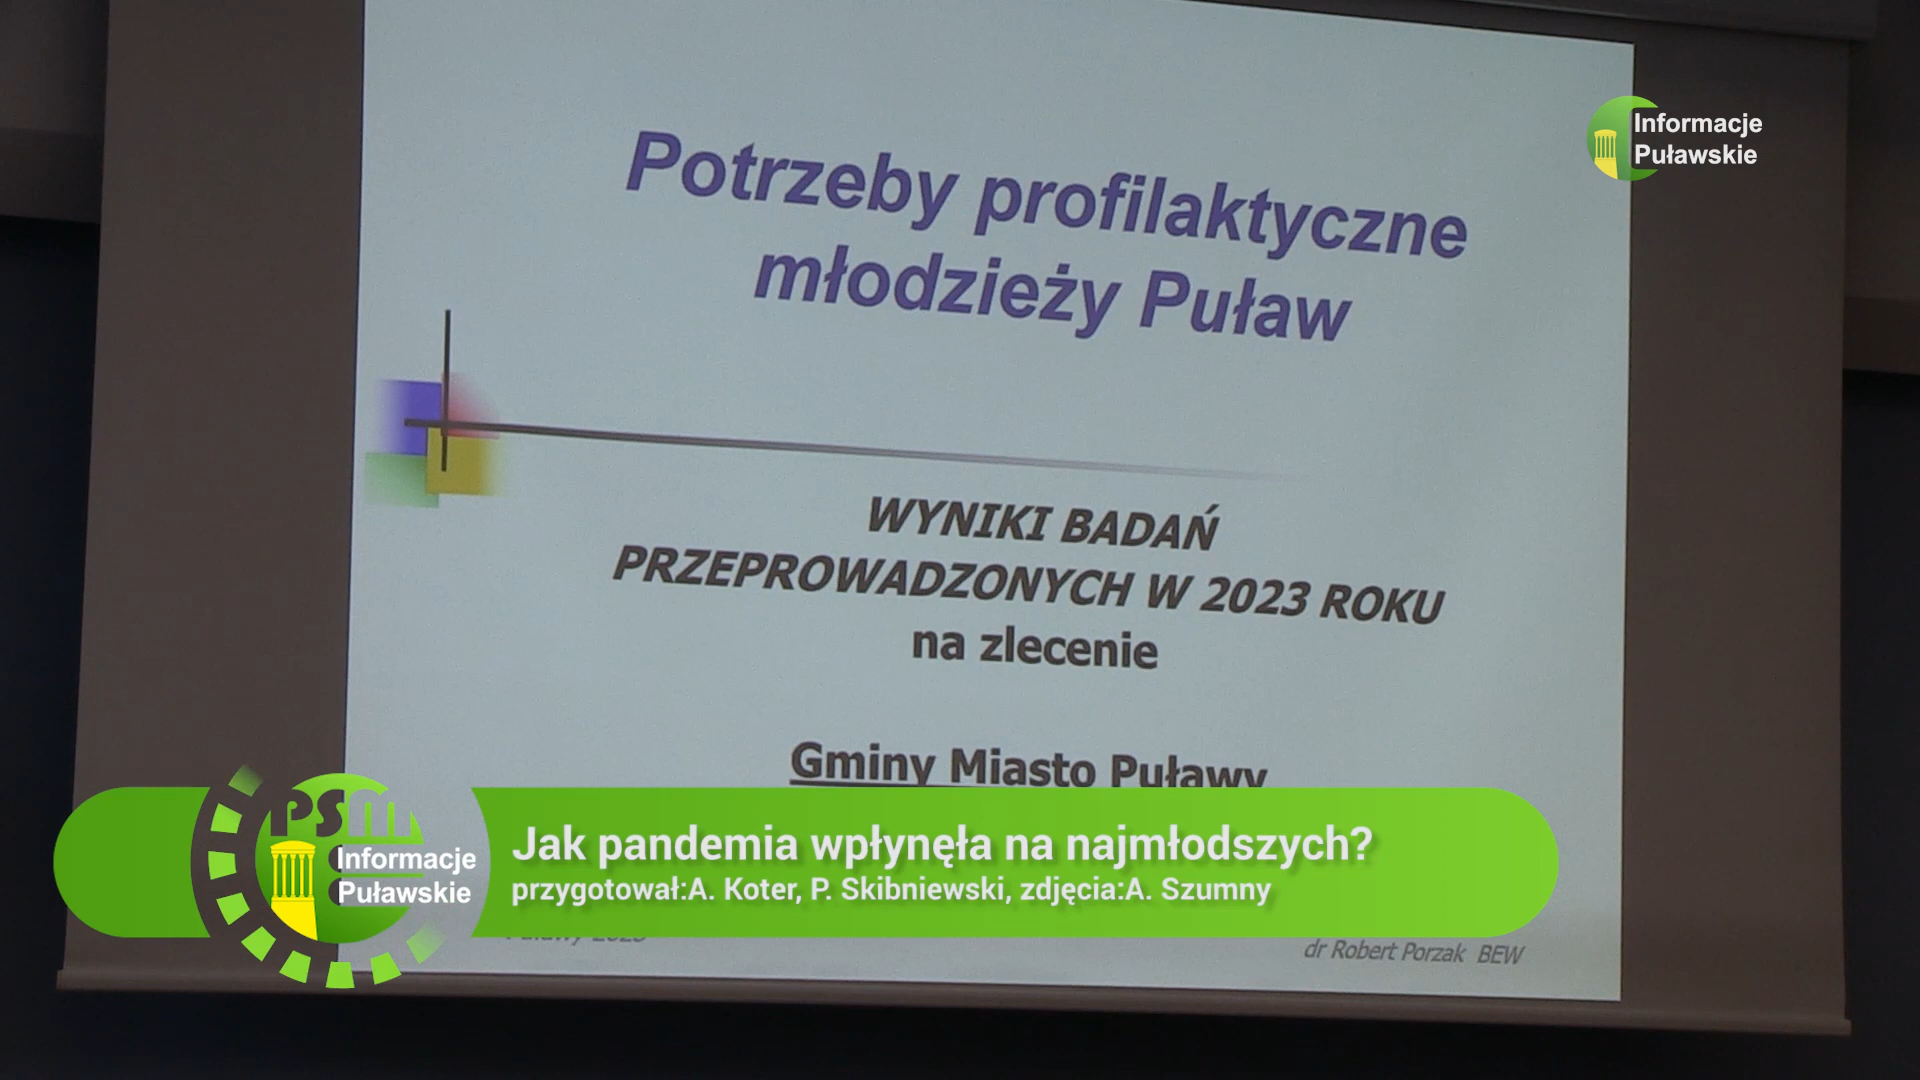 Informacje
Puławskie
Potrzeby profilaktyczne
młodzieży Puław
WYNIKI BADAŃ
PRZEPROWADZONYCH W 2023 ROKU
na zlecenie
Gminy Miasto Puławy
PSM
Informacje
Puławskie
Jak pandemia wpłynęła na najmłodszych?
przygotował:A. Koter, P. Skibniewski, zdjęcia:A. Szumny
dr Robert Porzak BEW